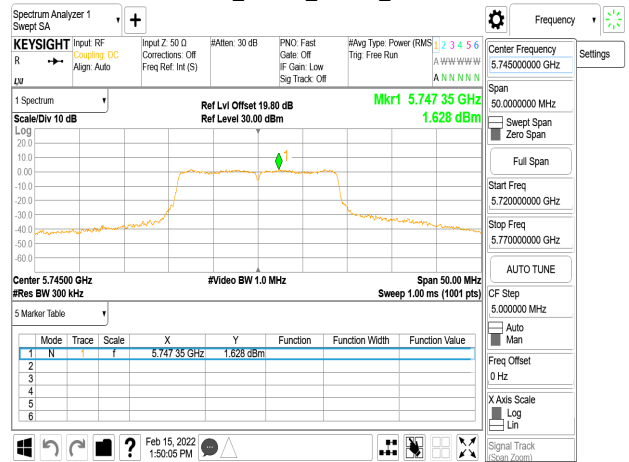 Spectrum Analyzer 1
Swept SA
Frequency
KEYSIGHT
R
LXI
Input: RF
Coupling: DC
Align: Auto
Input Z: 50 Ω
Corrections: Off
Freq Ref: Int (S)
#Atten: 30 dB
PNO: Fast
Gate: Off
IF Gain: Low
Sig Track: Off
#Avg Type: Power (RMS
Trig: Free Run
1 2 3 4 5 6
A W W W W W
A N N N N N
Center Frequency
5.745000000 GHz
Settings
Span
50.0000000 MHz
Swept Span
Zero Span
Full Span
Start Freq
5.720000000 GHz
Stop Freq
5.770000000 GHz
AUTO TUNE
CF Step
5.000000 MHz
Auto
Man
Freq Offset
0 Hz
X Axis Scale
Log
Lin
Signal Track
(Span Zoom)
1 Spectrum
Scale/Div 10 dB
Ref Lvl Offset 19.80 dB
Ref Level 30.00 dBm
Mkr1 5.747 35 GHz
1.628 dBm
Log
20.0
10.0
0.00
-10.0
-20.0
-30.0
-40.0
-50.0
-60.0
1
Center 5.74500 GHz
#Res BW 300 kHz
#Video BW 1.0 MHz
Span 50.00 MHz
Sweep 1.00 ms (1001 pts)
5 Marker Table
Mode Trace Scale X Y Function Function Width Function Value
1 N 1 f 5.747 35 GHz 1.628 dBm
2
3
4
5
6
?
Feb 15, 2022
1:50:05 PM